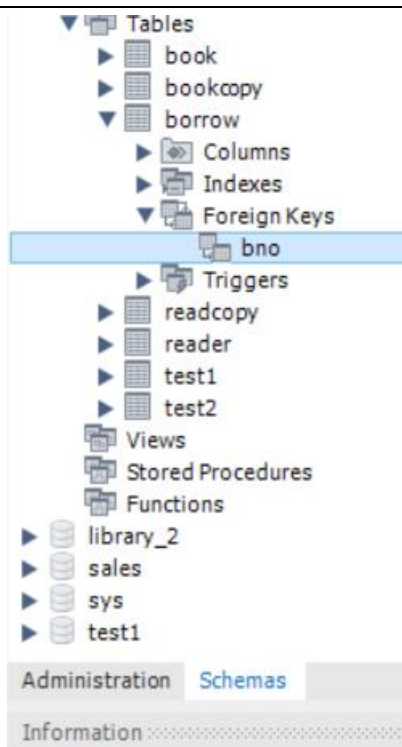 Tables
book
bookcopy
borrow
Columns
Indexes
Foreign Keys
bno
Triggers
readcopy
reader
test1
test2
Views
Stored Procedures
Functions
library_2
sales
sys
test1
Administration Schemas
Information